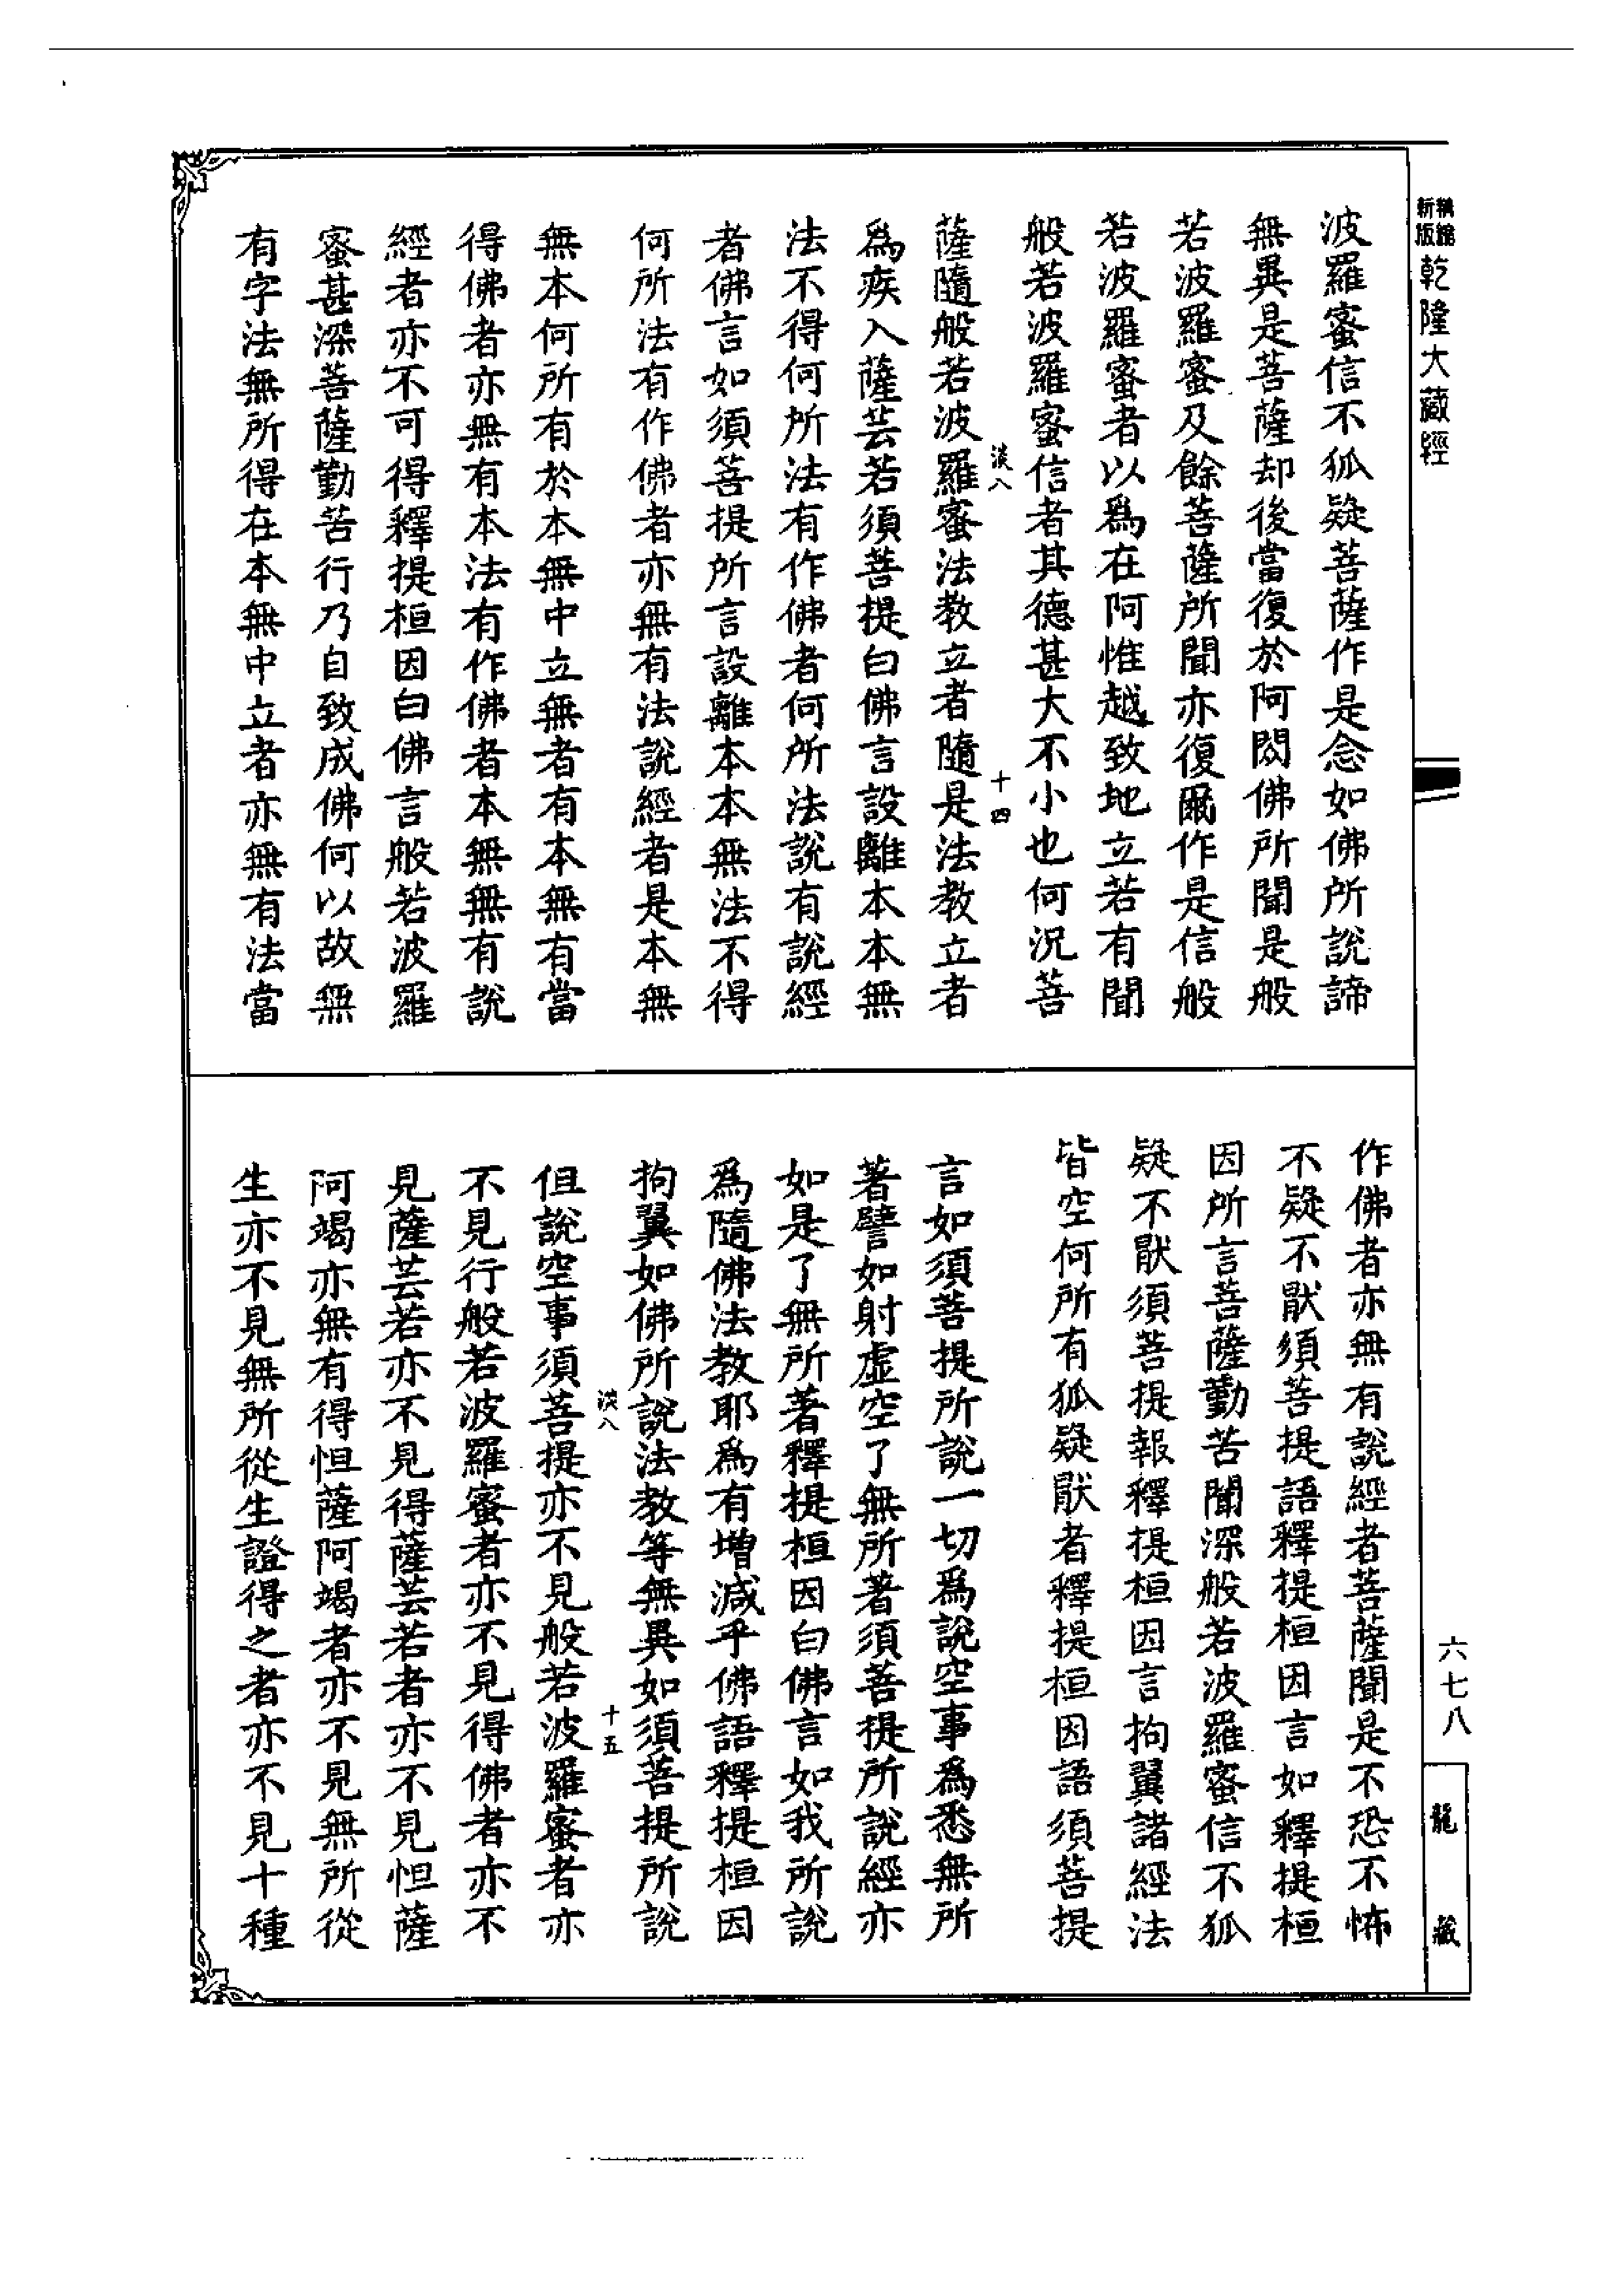 新編縮版 乾隆大藏經
波羅蜜信不狐疑菩薩作是念如佛所說諦
無異是菩薩却後當復於阿閦佛所聞是般
若波羅蜜及餘菩薩所聞亦復爾作是信般
若波羅蜜者以爲在阿惟越致地立若有聞
般若波羅蜜信者其德甚大不小也何況菩
薩隨般若波羅蜜法教立者隨是法教立者
爲疾入薩芸若須菩提白佛言設離本本無
法不得何所法有作佛者何所法說有說經
者佛言如須菩提所言設離本本無法不得
何所法有作佛者亦無有法說經者是本無
無本何所有於本無中立無者有本無有當
得佛者亦無有本法有作佛者本無無有說
經者亦不可得釋提桓因白佛言般若波羅
蜜甚深菩薩勤苦行乃自致成佛何以故無
有字法無所得在本無中立者亦無有法當
淡八
十四
作佛者亦無有說經者菩薩聞是不恐不怖
不疑不猒須菩提語釋提桓因言如釋提桓
因所言菩薩勤苦聞深般若波羅蜜信不狐
疑不猒須菩提報釋提桓因言拘翼諸經法
皆空何所有狐疑猒者釋提桓因語須菩提
言如須菩提所說一切爲說空事爲悉無所
著譬如射虛空了無所著須菩提所說經亦
如是了無所著釋提桓因白佛言如我所說
爲隨佛法教耶爲有增減乎佛語釋提桓因
拘翼如佛所說法教等無異如須菩提所說
但說空事須菩提亦不見般若波羅蜜者亦
不見行般若波羅蜜者亦不見得佛者亦不
見薩芸若亦不見得薩芸若者亦不見怛薩
阿竭亦無有得怛薩阿竭者亦不見無所從
生亦不見無所從生證得之者亦不見十種
淡八
十五
六七八
龍藏